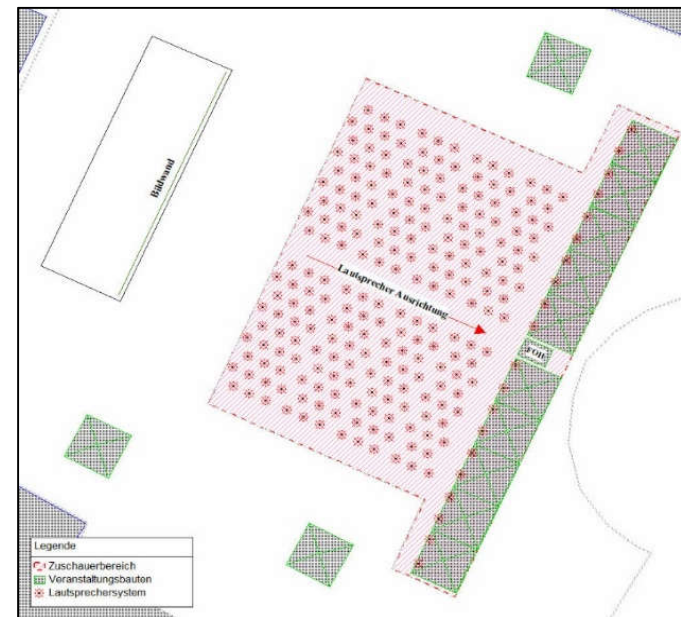 Bildwand
Lautsprecher Ausrichtung
FOH
Legende
Zuschauerbereich
Veranstaltungsbauten
Lautsprechersystem